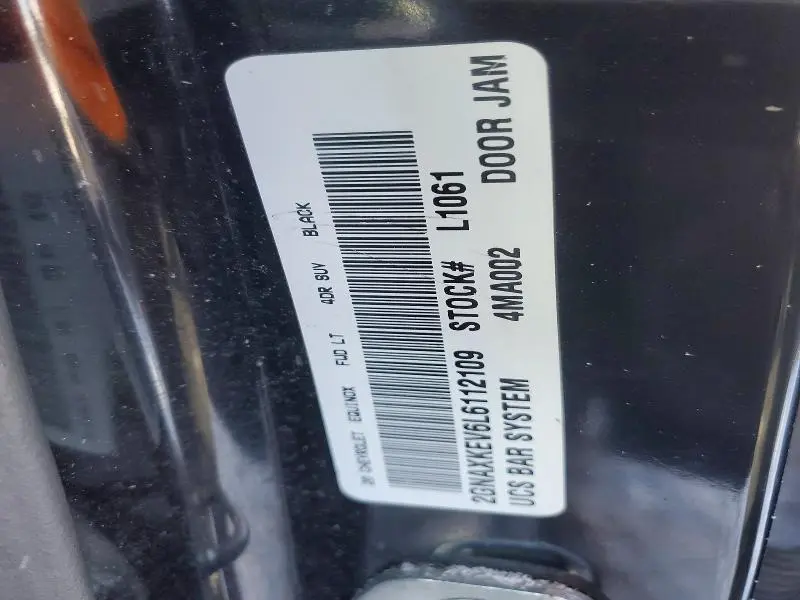 20 CHEVROLET EQUINOX FWD LT 4DR SUV BLACK
2GNAXKEV6L6112109 STOCK# L1061
UCS BAR SYSTEM 4MA002 DOOR JAM